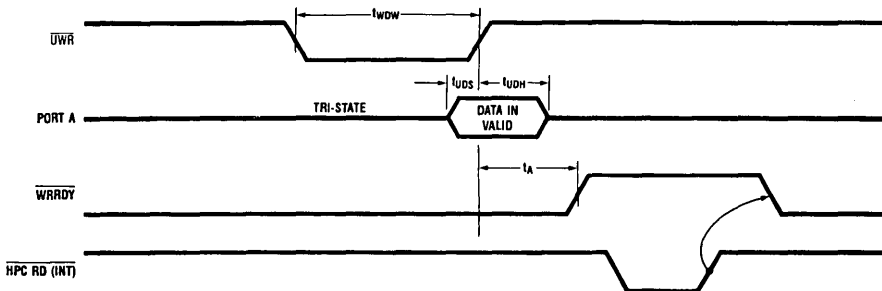 tWDW
UWR
tUDS
tUDH
TRI-STATE
DATA IN
VALID
PORT A
tA
WRRDY
HPC RD (INT)